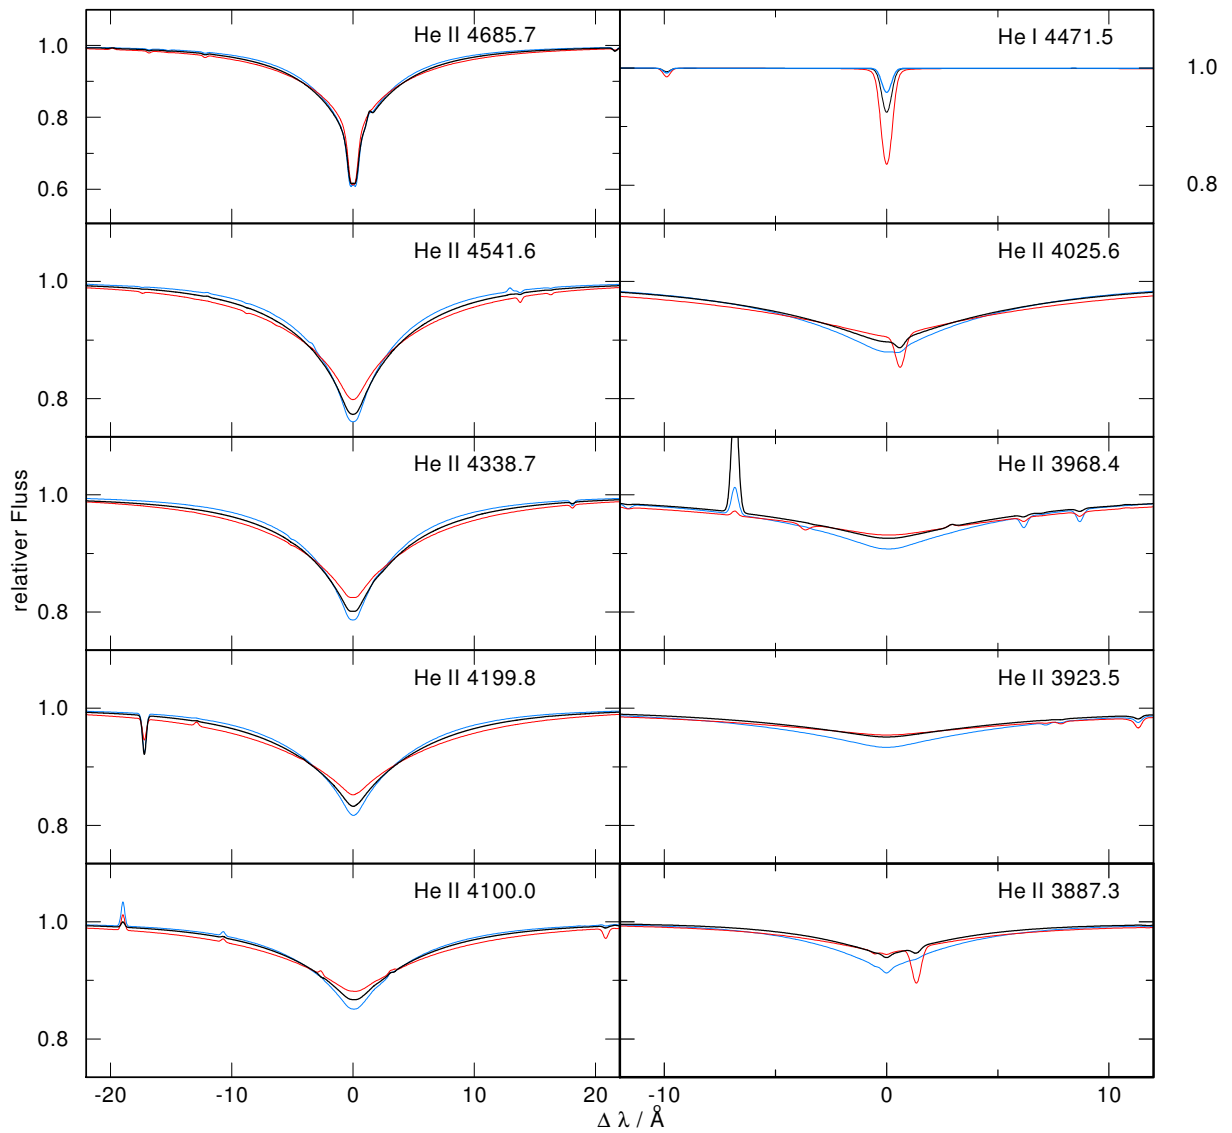 He II 4685.7
He I 4471.5
1.0
0.8
0.6
1.0
0.8
He II 4541.6
He II 4025.6
1.0
0.8
He II 4338.7
He II 3968.4
1.0
0.8
relativer Fluss
He II 4199.8
He II 3923.5
1.0
0.8
He II 4100.0
He II 3887.3
1.0
0.8
-20 -10 0 10 20 -10 0 10
Δ λ / Å